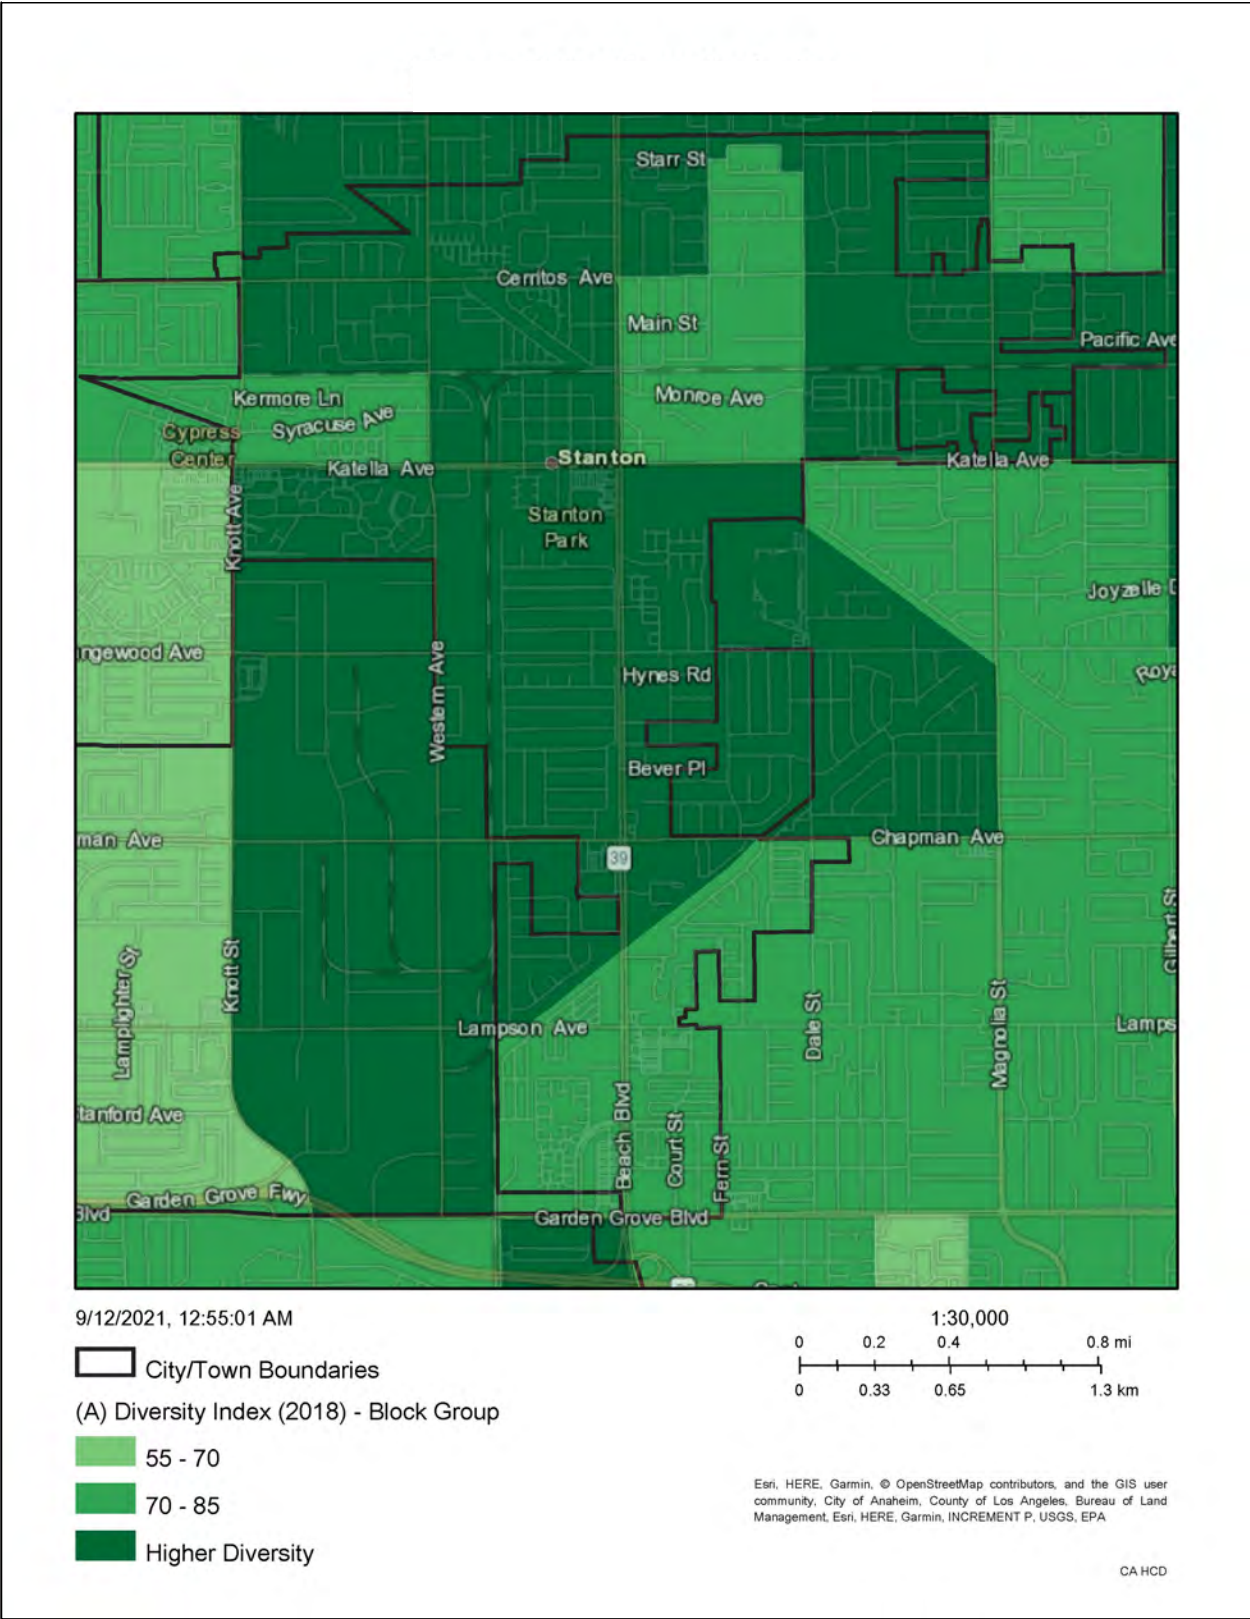 Starr St
Cerritos Ave
Main St
Pacific Ave
Kermore Ln
Monroe Ave
Syracuse Ave
Cypress
Center
Stanton
Katella Ave
Katella Ave
Knott Ave
Stanton
Park
Joyzelle D
ngewood Ave
Western Ave
Hynes Rd
Roya
Bever Pl
man Ave
39
Chapman Ave
Gilbert St
Lamplighter St
Knott St
Lampson Ave
Dale St
Magnolia St
Lamps
tanford Ave
Beach Blvd
Court St
Fern St
Garden Grove Fwy
Blvd
Garden Grove Blvd
9/12/2021, 12:55:01 AM
1:30,000
0 0.2 0.4 0.8 mi
0 0.33 0.65 1.3 km
City/Town Boundaries
(A) Diversity Index (2018) - Block Group
55 - 70
70 - 85
Higher Diversity
Esri, HERE, Garmin, © OpenStreetMap contributors, and the GIS user
community, City of Anaheim, County of Los Angeles, Bureau of Land
Management, Esri, HERE, Garmin, INCREMENT P, USGS, EPA
CA HCD